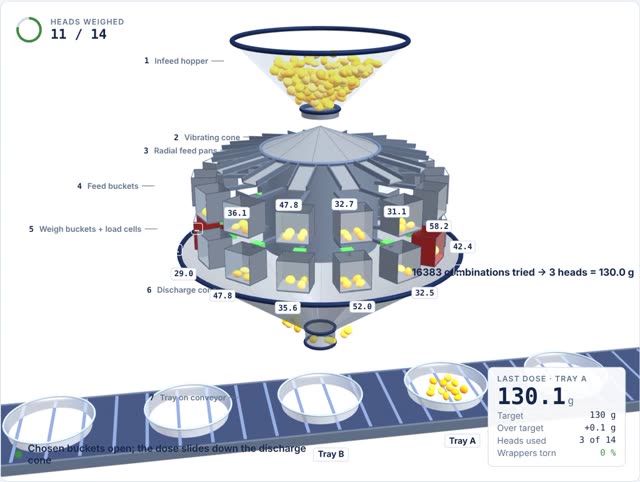 HEADS WEIGHED
11 / 14
1 Infeed hopper
2 Vibrating cone
3 Radial feed pans
4 Feed buckets
47.8
32.7
36.1
31.1
58.2
5 Weigh buckets + load cells
42.4
16383 combinations tried → 3 heads = 130.0 g
29.0
6 Discharge con
47.8
32.5
35.6
52.0
LAST DOSE · TRAY A
130.1 g
Target 130 g
Over target +0.1 g
Heads used 3 of 14
Wrappers torn 0 %
7 Tray on conveyor
Tray A
Chosen buckets open; the dose slides down the discharge
cone
Tray B